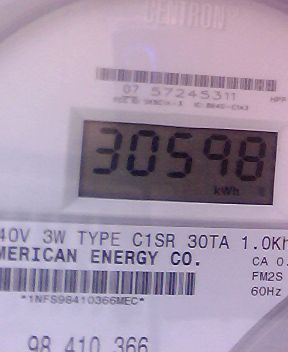 CENTRON
07 57245311
30598
kWh
40V 3W TYPE C1SR 30TA 1.0Kh
MERICAN ENERGY CO.
CA 0.
FM2S
60Hz
*1NFS98410366MEC*
98 410 366